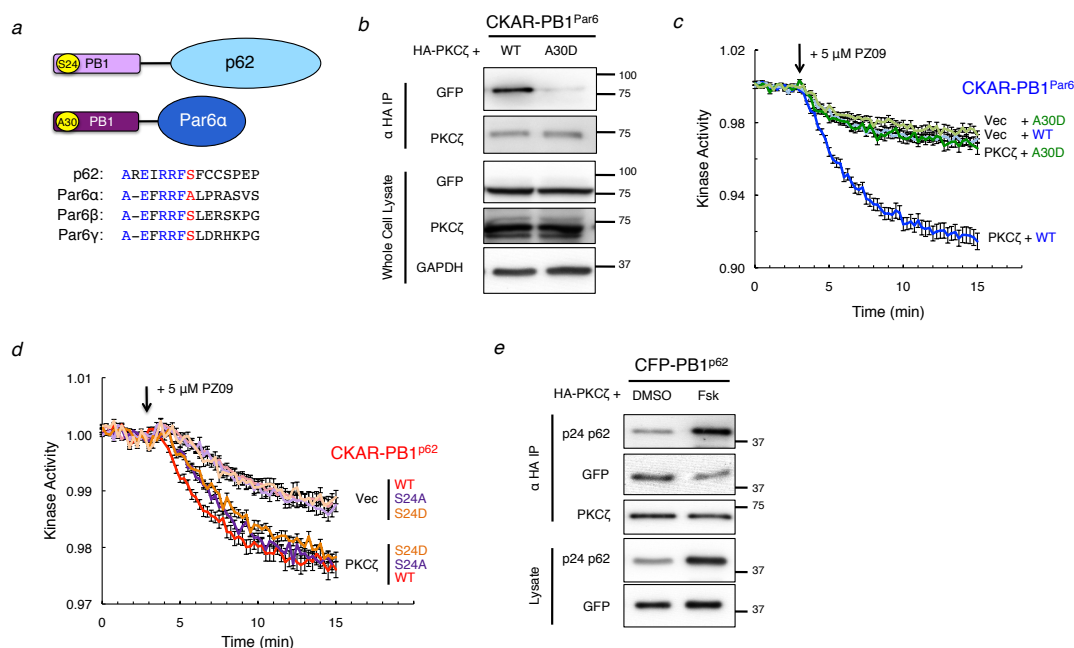 a
S24 PB1 p62
A30 PB1 Par6α
p62: AREIRRFSFCCSPEP
Par6α: A-EFRRFALPRASVS
Par6β: A-EFRRFSLERSKPG
Par6γ: A-EFRRFSLDRHKPG
b
CKAR-PB1Par6
HA-PKCζ + WT A30D
α HA IP
GFP
100
75
PKCζ
75
Whole Cell Lysate
GFP
100
75
PKCζ
75
50
GAPDH
37
c
+ 5 µM PZ09
CKAR-PB1Par6
Kinase Activity
1.02
0.98
0.94
0.90
Vec + A30D
Vec + WT
PKCζ + A30D
PKCζ + WT
0 5 10 15
Time (min)
d
+ 5 µM PZ09
CKAR-PB1p62
Kinase Activity
1.01
1.00
0.99
0.98
0.97
Vec
WT
S24A
S24D
PKCζ
S24D
S24A
WT
0 5 10 15
Time (min)
e
CFP-PB1p62
HA-PKCζ + DMSO Fsk
α HA IP
p24 p62
37
GFP
37
PKCζ
75
Lysate
p24 p62
37
GFP
37